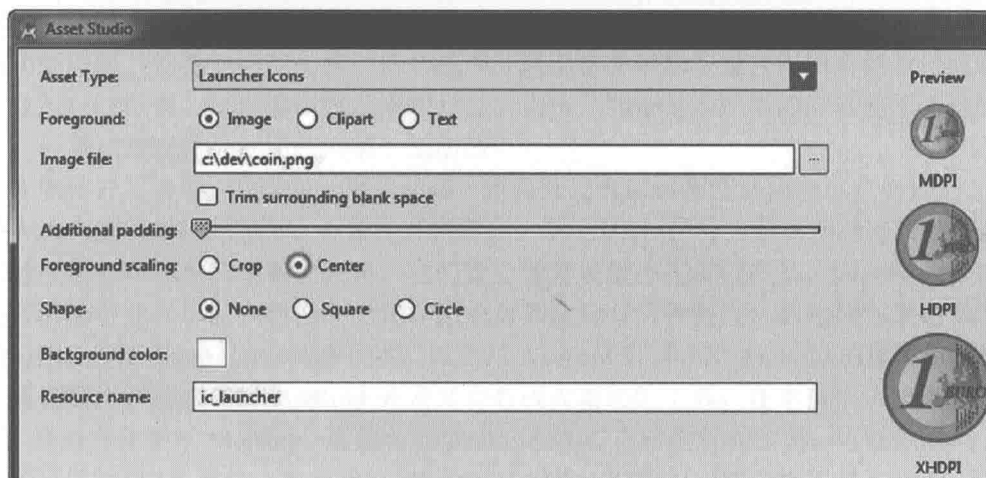 Asset Studio
Asset Type: Launcher Icons
Preview
Foreground: Image Clipart Text
Image file: c:\dev\coin.png ...
MDPI
Trim surrounding blank space
Additional padding:
Foreground scaling: Crop Center
Shape: None Square Circle
HDPI
Background color:
Resource name: ic_launcher
1 EURO
XHDPI